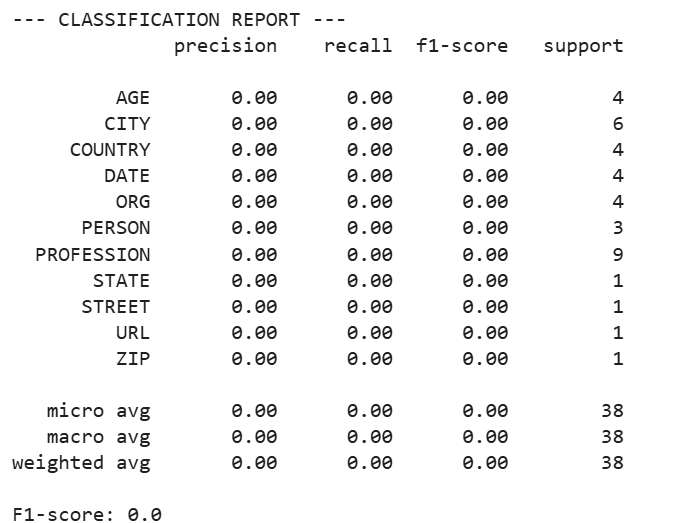 --- CLASSIFICATION REPORT ---
precision recall f1-score support
AGE 0.00 0.00 0.00 4
CITY 0.00 0.00 0.00 6
COUNTRY 0.00 0.00 0.00 4
DATE 0.00 0.00 0.00 4
ORG 0.00 0.00 0.00 4
PERSON 0.00 0.00 0.00 3
PROFESSION 0.00 0.00 0.00 9
STATE 0.00 0.00 0.00 1
STREET 0.00 0.00 0.00 1
URL 0.00 0.00 0.00 1
ZIP 0.00 0.00 0.00 1
micro avg 0.00 0.00 0.00 38
macro avg 0.00 0.00 0.00 38
weighted avg 0.00 0.00 0.00 38
F1-score: 0.0